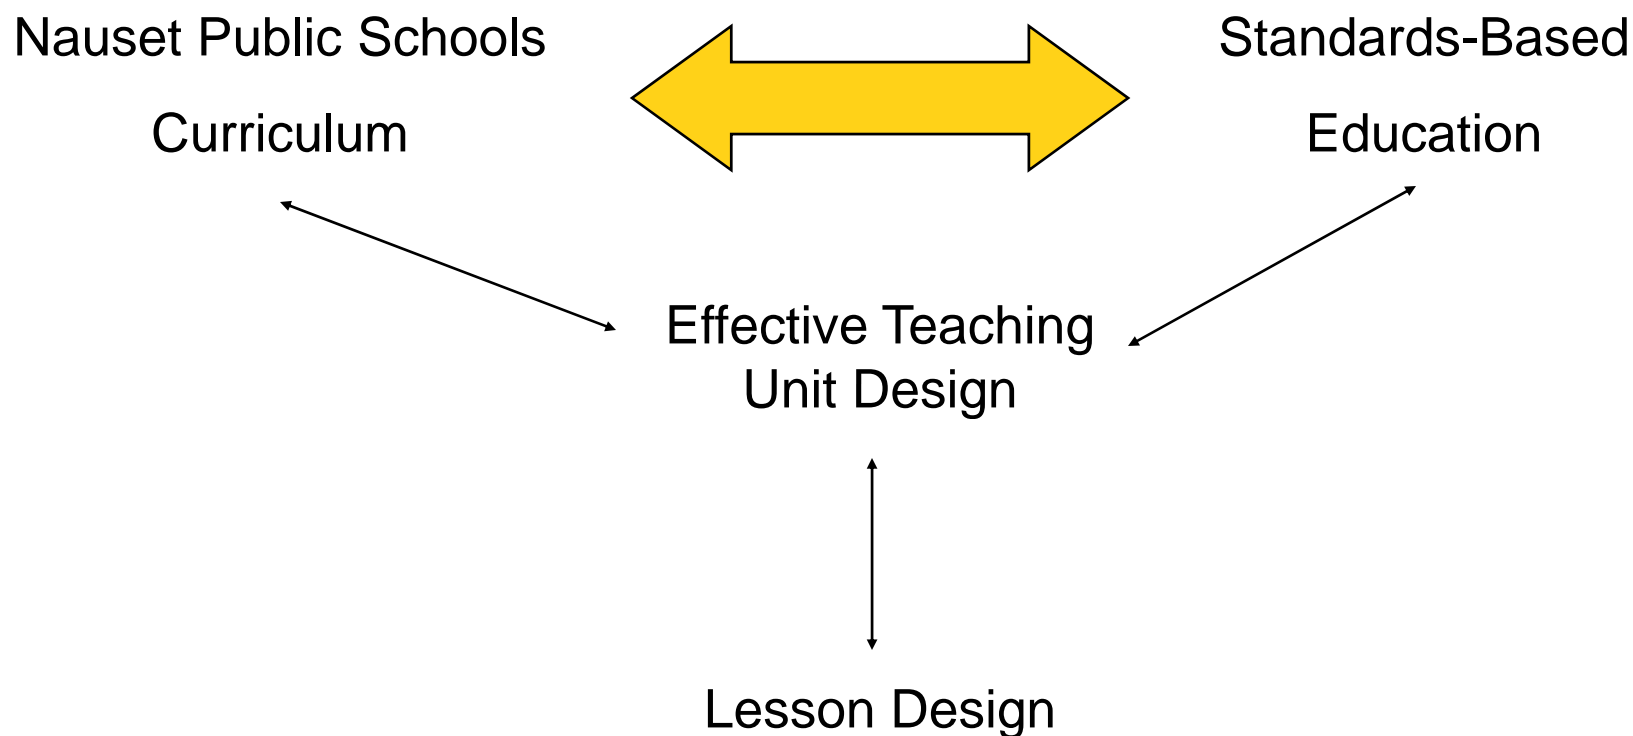 Nauset Public Schools
Curriculum
Standards-Based
Education
Effective Teaching
Unit Design
Lesson Design